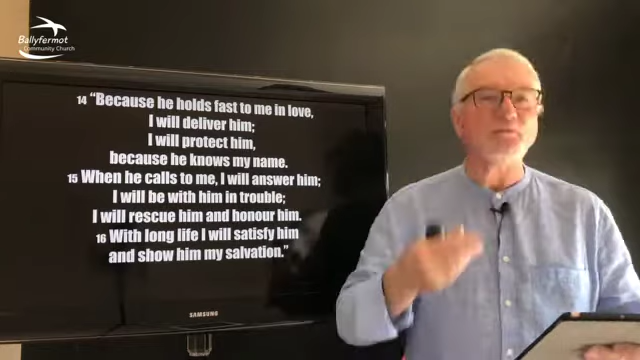 Ballyfermot
Community Church
14 “Because he holds fast to me in love,
I will deliver him;
I will protect him,
because he knows my name.
15 When he calls to me, I will answer him;
I will be with him in trouble;
I will rescue him and honour him.
16 With long life I will satisfy him
and show him my salvation.”
SAMSUNG